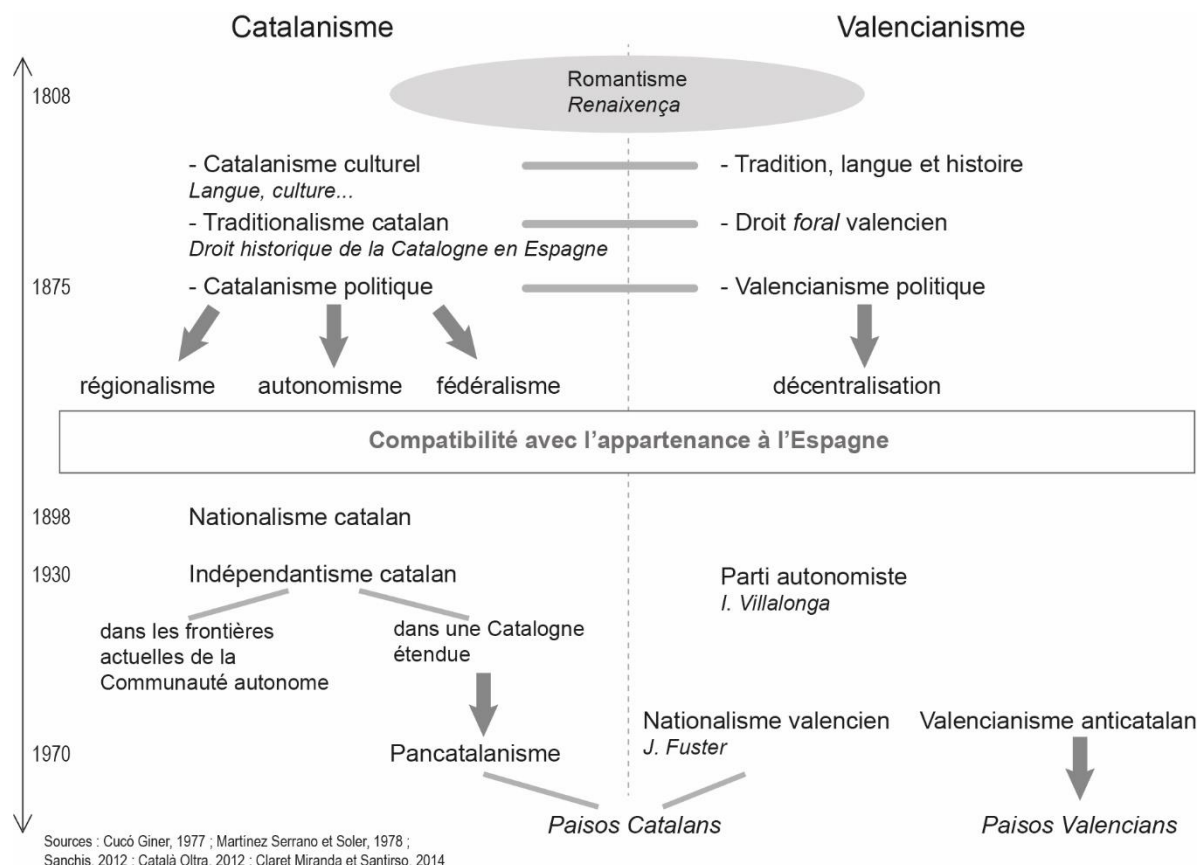 Catalanisme
Valencianisme
1808
Romantisme
Renaixença
- Catalanisme culturel
Langue, culture...
- Tradition, langue et histoire
- Traditionalisme catalan
Droit historique de la Catalogne en Espagne
- Droit foral valencien
1875
- Catalanisme politique
- Valencianisme politique
régionalisme
autonomisme
fédéralisme
décentralisation
Compatibilité avec l'appartenance à l'Espagne
1898
Nationalisme catalan
1930
Indépendantisme catalan
Parti autonomiste
I. Villalonga
dans les frontières
actuelles de la
Communauté autonome
dans une Catalogne
étendue
1970
Pancatalanisme
Nationalisme valencien
J. Fuster
Valencianisme anticatalan
Paisos Catalans
Paisos Valencians
Sources : Cucó Giner, 1977 ; Martínez Serrano et Soler, 1978 ;
Sanchis, 2012 ; Català Oltra, 2012 ; Claret Miranda et Santirso, 2014